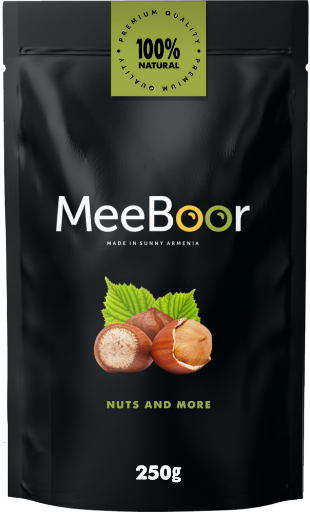 PREMIUM QUALITY
100%
NATURAL
PREMIUM QUALITY
MeeBoor
MADE IN SUNNY ARMENIA
NUTS AND MORE
250g